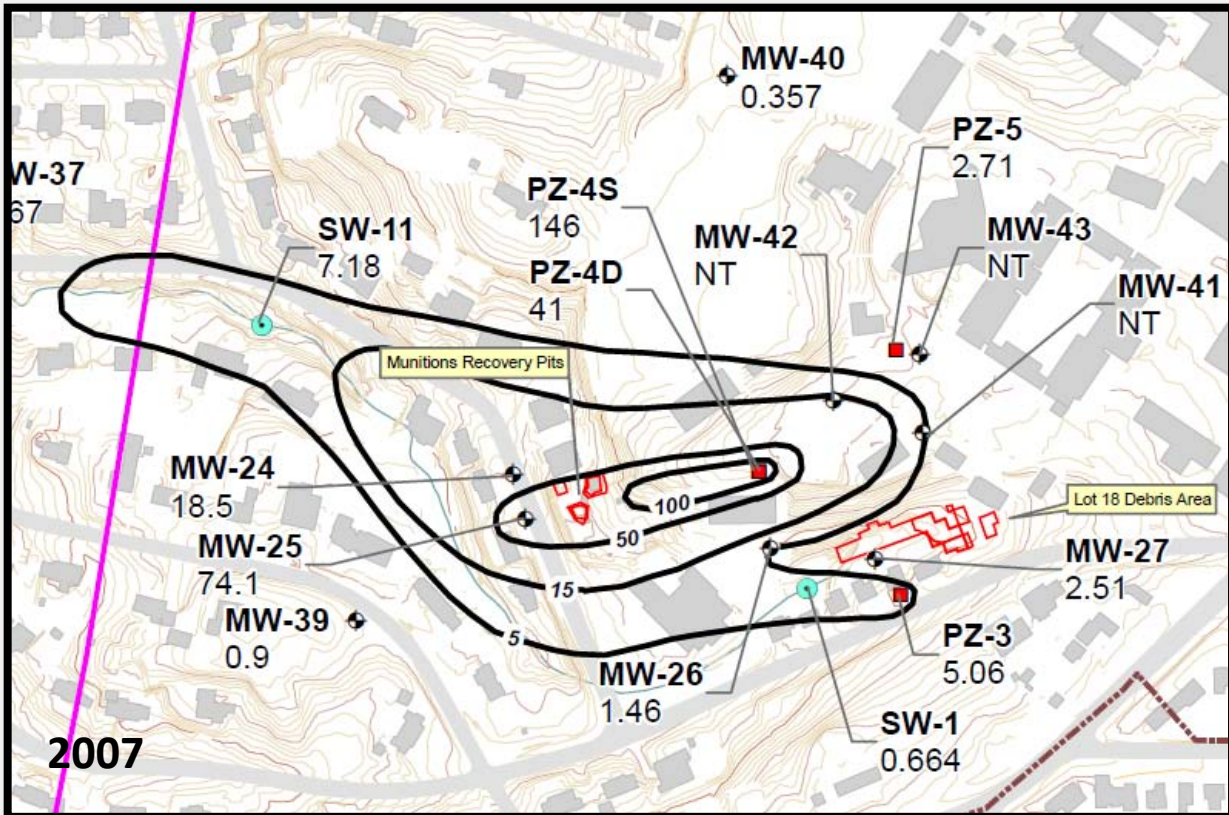 MW-40
0.357
PZ-5
2.71
W-37
67
PZ-4S
146
SW-11
7.18
MW-42
NT
MW-43
NT
PZ-4D
41
MW-41
NT
Munitions Recovery Pits
MW-24
18.5
100
Lot 18 Debris Area
50
MW-25
74.1
MW-27
2.51
15
MW-39
0.9
5
PZ-3
5.06
MW-26
1.46
SW-1
0.664
2007